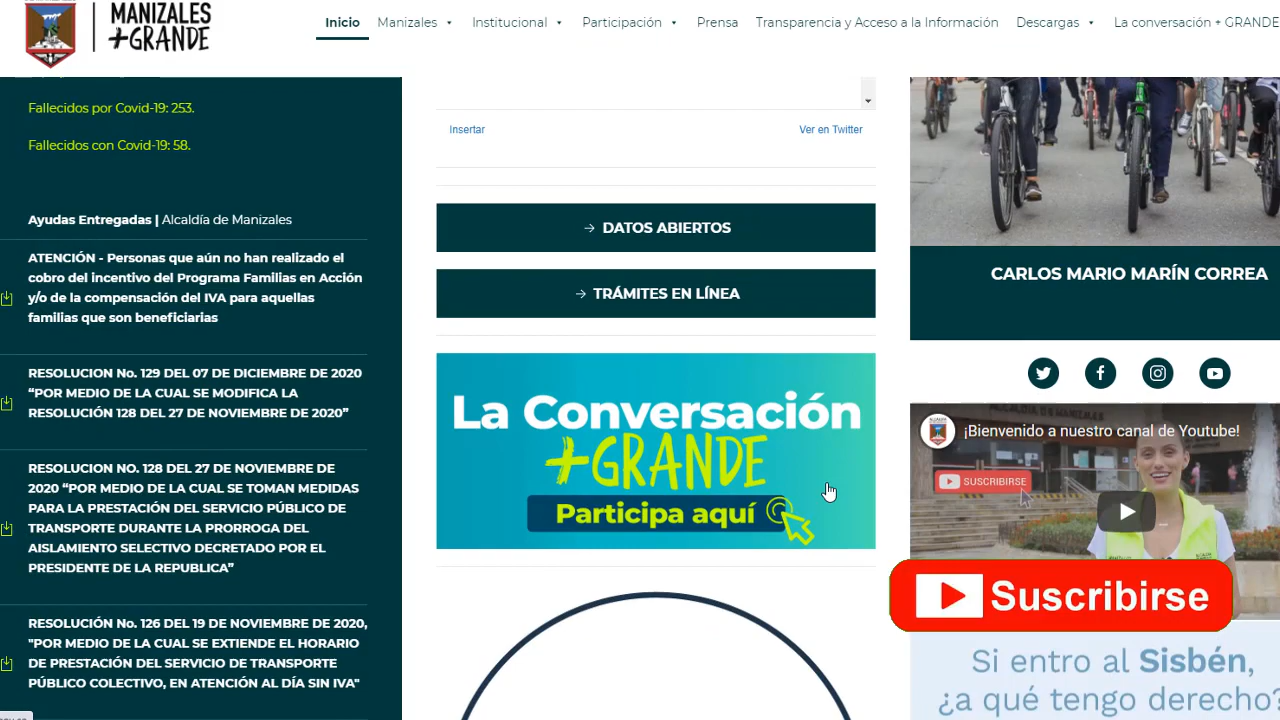 MANIZALES
+GRANDE
Inicio Manizales Institucional Participación Prensa Transparencia y Acceso a la Información Descargas La conversación + GRANDE
Fallecidos por Covid-19: 253.
Fallecidos con Covid-19: 58.
Ayudas Entregadas | Alcaldía de Manizales
ATENCIÓN - Personas que aún no han realizado el
cobro del incentivo del Programa Familias en Acción
y/o de la compensación del IVA para aquellas
familias que son beneficiarias
RESOLUCION No. 129 DEL 07 DE DICIEMBRE DE 2020
“POR MEDIO DE LA CUAL SE MODIFICA LA
RESOLUCIÓN 128 DEL 27 DE NOVIEMBRE DE 2020”
RESOLUCION NO. 128 DEL 27 DE NOVIEMBRE DE
2020 “POR MEDIO DE LA CUAL SE TOMAN MEDIDAS
PARA LA PRESTACIÓN DEL SERVICIO PÚBLICO DE
TRANSPORTE DURANTE LA PRORROGA DEL
AISLAMIENTO SELECTIVO DECRETADO POR EL
PRESIDENTE DE LA REPUBLICA”
RESOLUCIÓN No. 126 DEL 19 DE NOVIEMBRE DE 2020,
"POR MEDIO DE LA CUAL SE EXTIENDE EL HORARIO
DE PRESTACIÓN DEL SERVICIO DE TRANSPORTE
PÚBLICO COLECTIVO, EN ATENCIÓN AL DÍA SIN IVA"
Insertar Ver en Twitter
→ DATOS ABIERTOS
→ TRÁMITES EN LÍNEA
La Conversación
+GRANDE
Participa aquí
CARLOS MARIO MARÍN CORREA
¡Bienvenido a nuestro canal de Youtube!
SUSCRIBIRSE
Suscribirse
Si entro al Sisbén,
¿a qué tengo derecho?